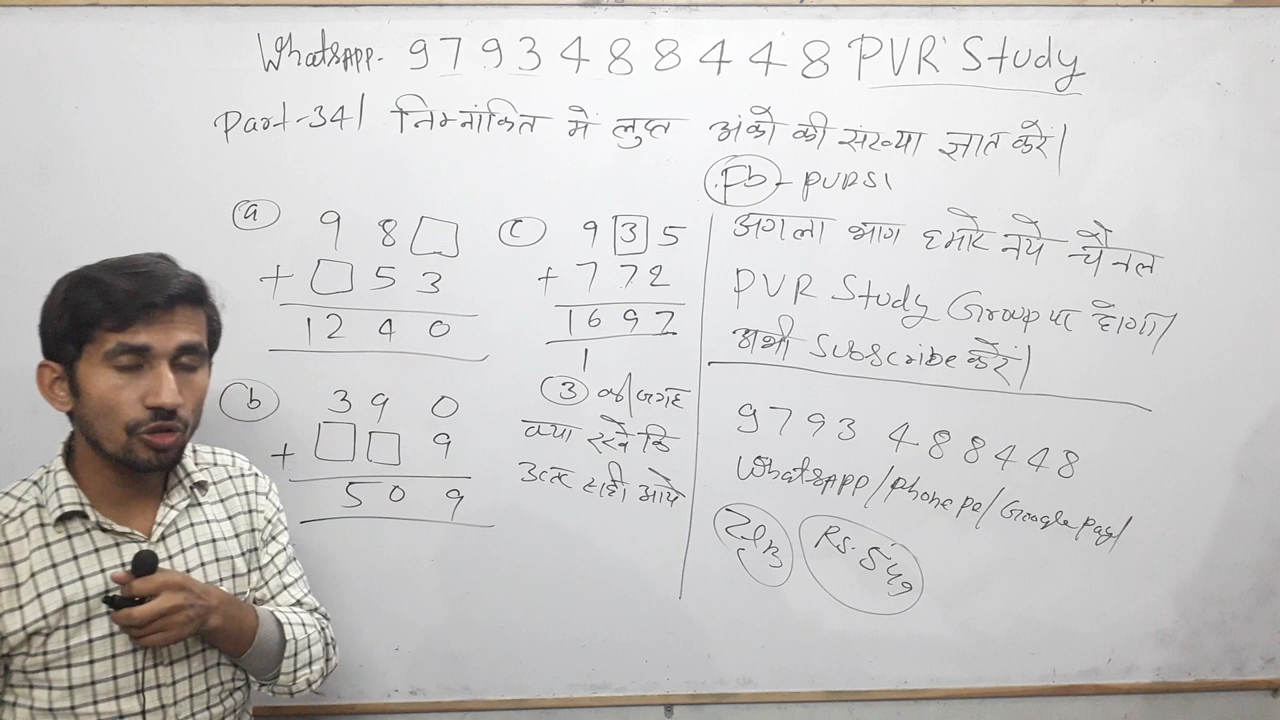 Whatsapp. 9793488448 PVR Study
Part-34| निम्नांकित में लुप्त अंको की संख्या ज्ञात करें|
fb - PVRSI
(a)
9 8 □
+ □ 5 3
1 2 4 0
(b)
3 9 0
+ □ □ 9
5 0 9
(c)
9 3 5
+ 7 7 2
1 6 9 7
1
(3) की जगह
क्या रखे कि
उत्तर सही आये
अगला भाग हमारे नये चैनल
PVR Study Group पर होगा|
अभी Subscribe करें|
9793 488448
Whatsapp/Phone pe/Google pay/
Rs. 549